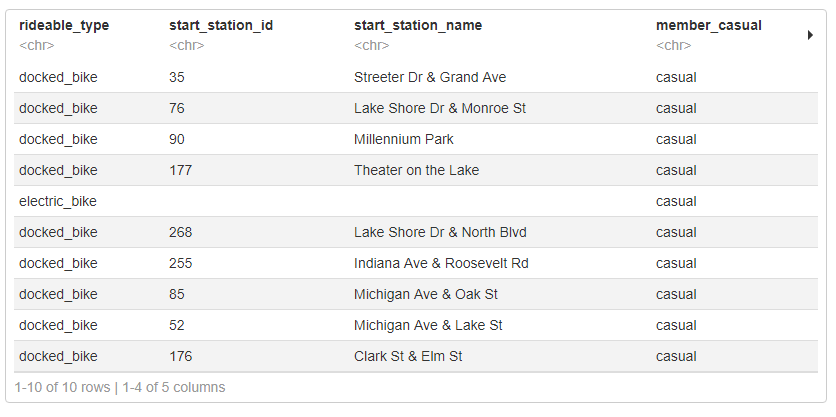 rideable_type start_station_id start_station_name member_casual
<chr> <chr> <chr> <chr>
docked_bike 35 Streeter Dr & Grand Ave casual
docked_bike 76 Lake Shore Dr & Monroe St casual
docked_bike 90 Millennium Park casual
docked_bike 177 Theater on the Lake casual
electric_bike casual
docked_bike 268 Lake Shore Dr & North Blvd casual
docked_bike 255 Indiana Ave & Roosevelt Rd casual
docked_bike 85 Michigan Ave & Oak St casual
docked_bike 52 Michigan Ave & Lake St casual
docked_bike 176 Clark St & Elm St casual
1-10 of 10 rows | 1-4 of 5 columns